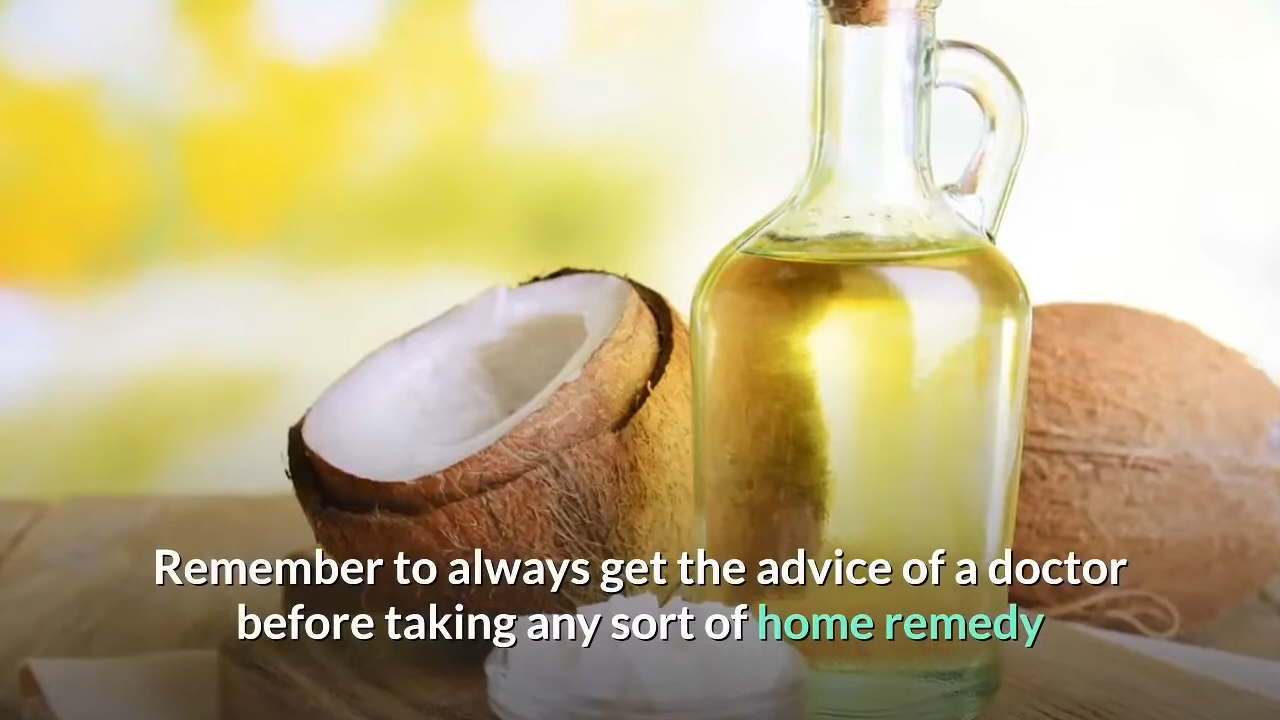 Remember to always get the advice of a doctor
before taking any sort of home remedy